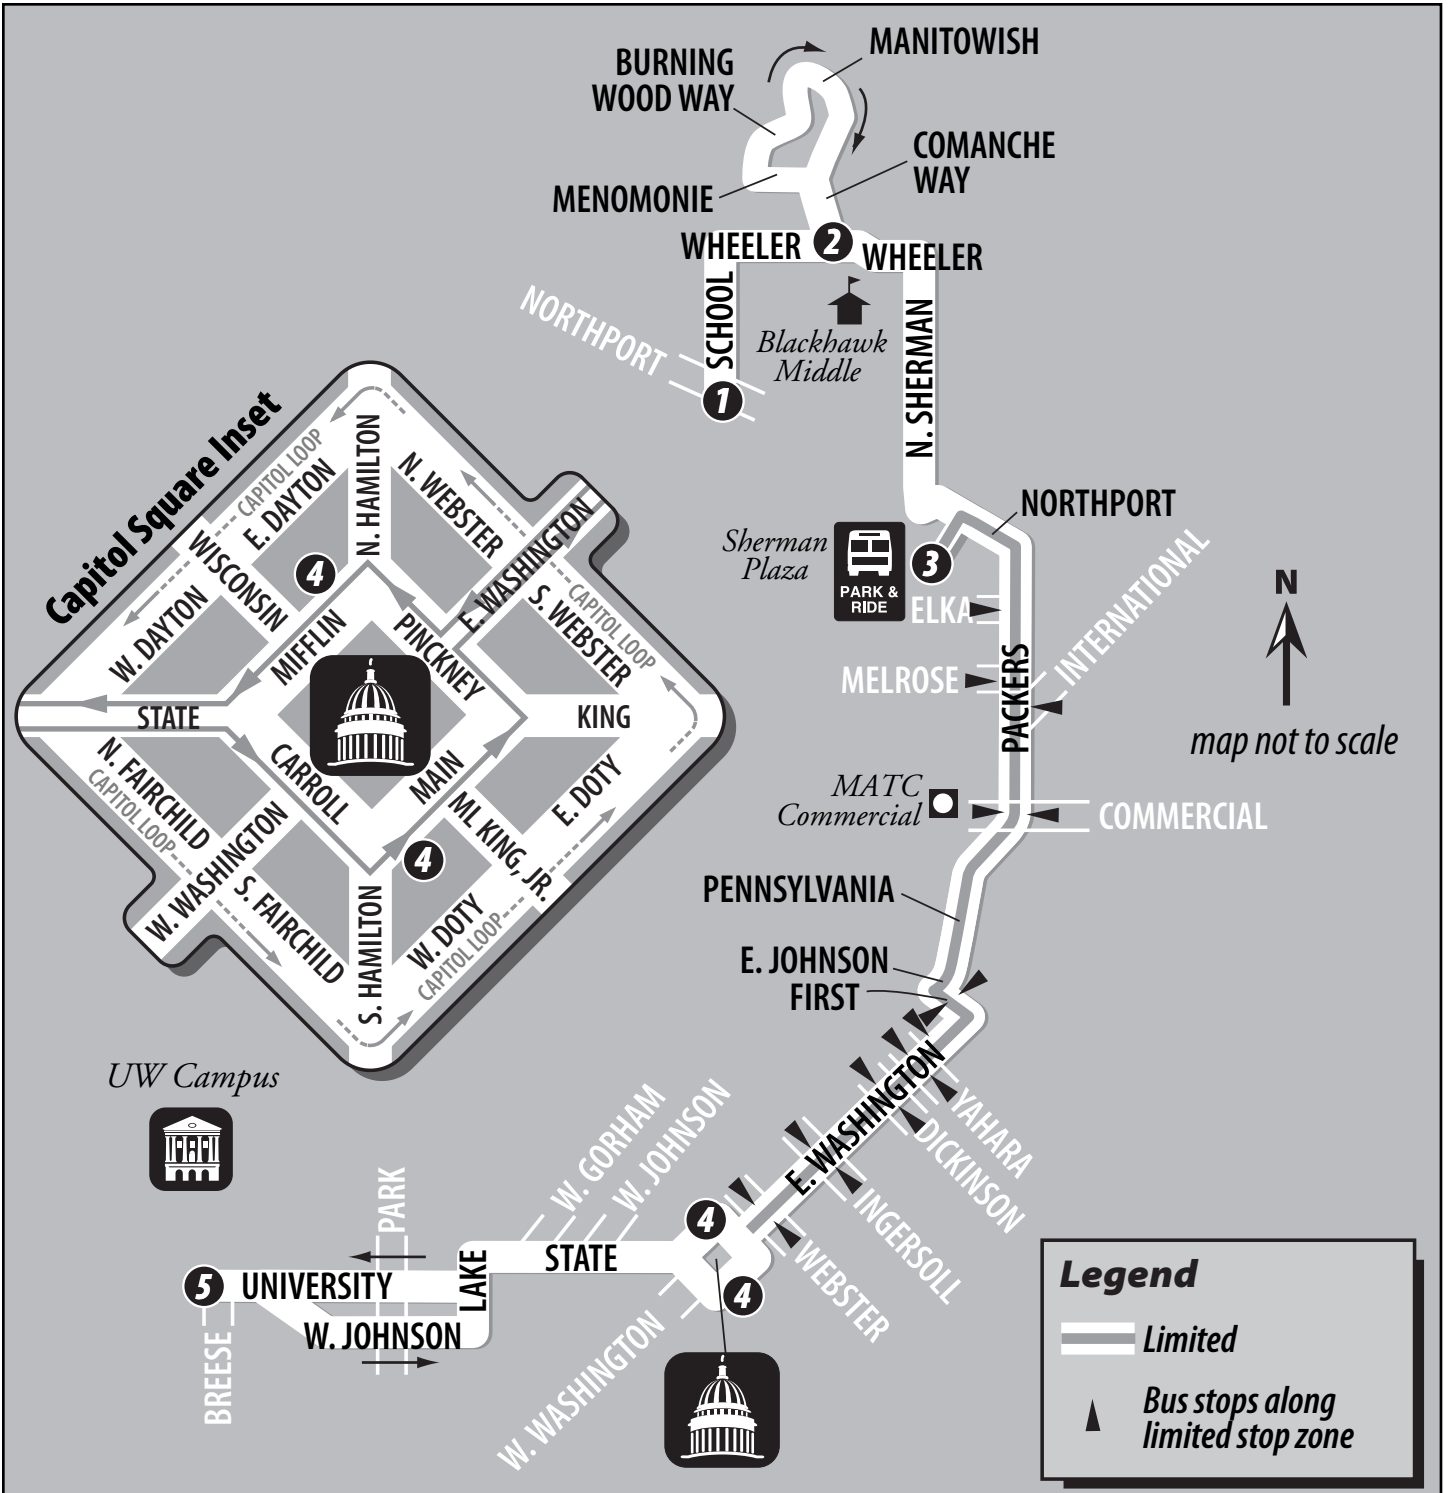 MANITOWISH
BURNING
WOOD WAY
COMANCHE
WAY
MENOMONIE
WHEELER
2
WHEELER
SCHOOL
NORTHPORT
1
Blackhawk
Middle
N. SHERMAN
NORTHPORT
Sherman
Plaza
PARK &
RIDE
3
ELKA
INTERNATIONAL
MELROSE
PACKERS
N
map not to scale
MATC
Commercial
COMMERCIAL
PENNSYLVANIA
E. JOHNSON
FIRST
Capitol Square Inset
CAPITOL LOOP
E. DAYTON
N. HAMILTON
N. WEBSTER
E. WASHINGTON
WISCONSIN
4
W. DAYTON
MIFFLIN
PINCKNEY
S. WEBSTER
CAPITOL LOOP
STATE
KING
N. FAIRCHILD
CAPITOL LOOP
CARROLL
MAIN
E. DOTY
W. WASHINGTON
4
ML KING, JR.
S. FAIRCHILD
S. HAMILTON
W. DOTY
CAPITOL LOOP
UW Campus
E. WASHINGTON
YAHARA
DICKINSON
INGERSOLL
WEBSTER
W. GORHAM
W. JOHNSON
PARK
4
STATE
LAKE
5
UNIVERSITY
4
W. JOHNSON
BREESE
W. WASHINGTON
Legend
Limited
Bus stops along
limited stop zone